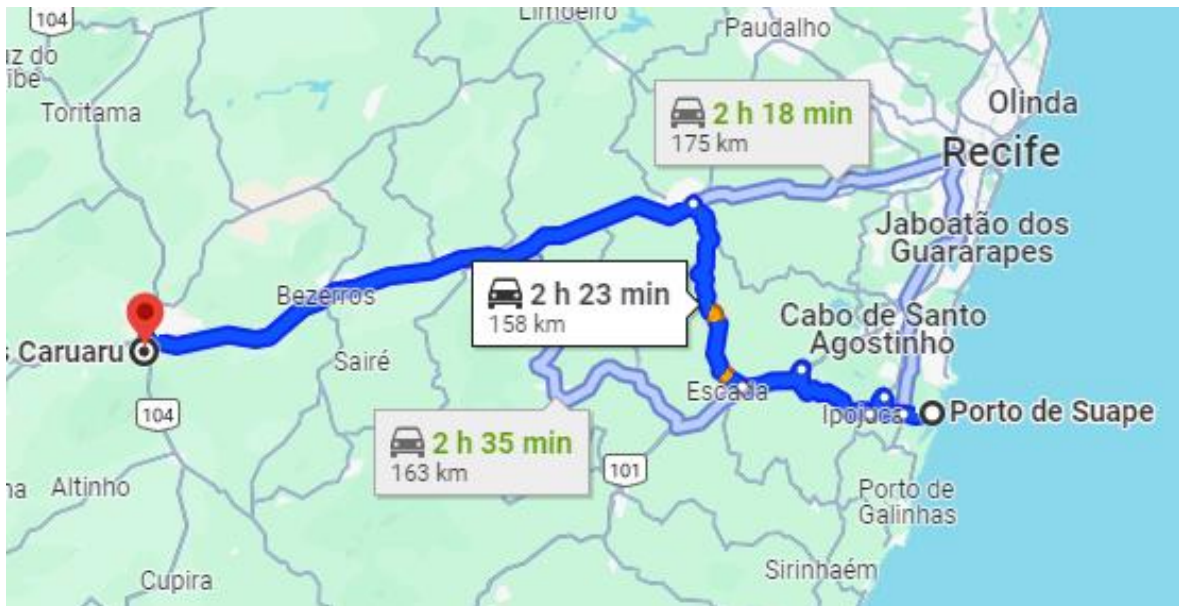 104
Limoeiro
Paudalho
Toritama
Olinda
2 h 18 min
175 km
Recife
Jaboatão dos
Guararapes
2 h 23 min
158 km
Bezerros
Cabo de Santo
Agostinho
Caruaru
Sairé
Escada
Ipojuca
Porto de Suape
104
2 h 35 min
163 km
101
Altinho
Porto de
Galinhas
Sirinhaém
Cupira